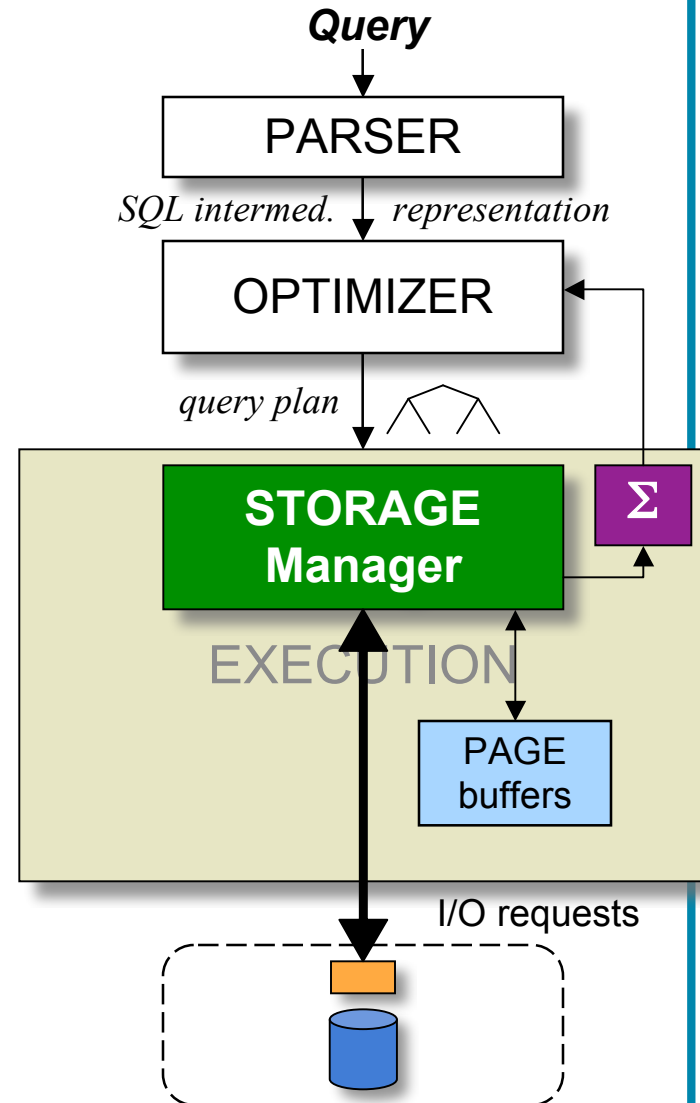 Query
PARSER
SQL intermed. representation
OPTIMIZER
query plan
STORAGE
Manager
Σ
EXECUTION
PAGE
buffers
I/O requests